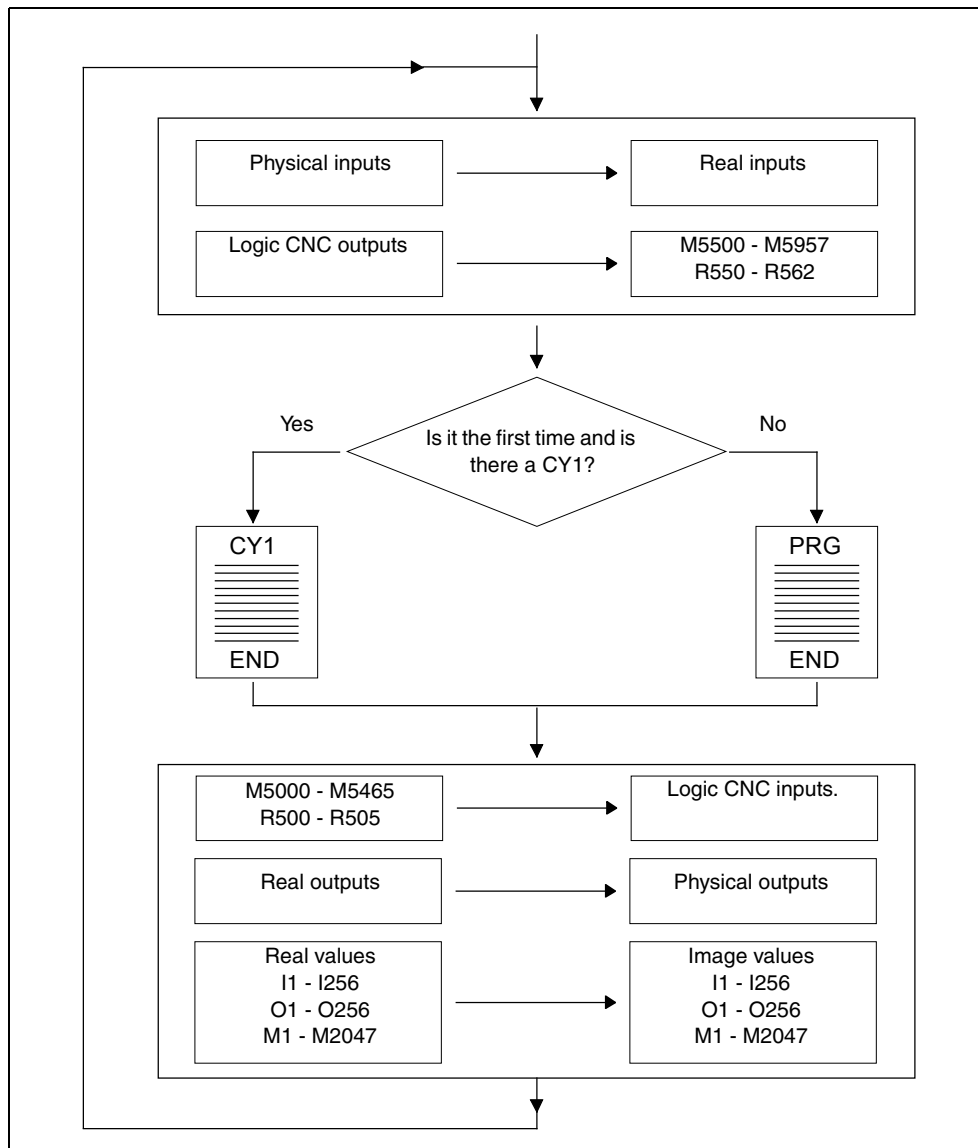 Physical inputs
Real inputs
Logic CNC outputs
M5500 - M5957
R550 - R562
Yes
No
Is it the first time and is
there a CY1?
CY1
END
PRG
END
M5000 - M5465
R500 - R505
Logic CNC inputs.
Real outputs
Physical outputs
Real values
I1 - I256
O1 - O256
M1 - M2047
Image values
I1 - I256
O1 - O256
M1 - M2047